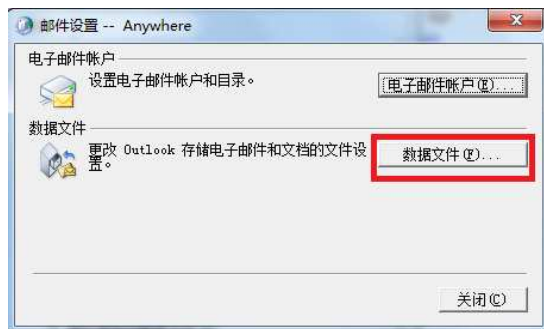 邮件设置 -- Anywhere
电子邮件帐户
设置电子邮件帐户和目录。
电子邮件帐户(E)...
数据文件
更改 Outlook 存储电子邮件和文档的文件设
置。
数据文件(F)...
关闭(C)